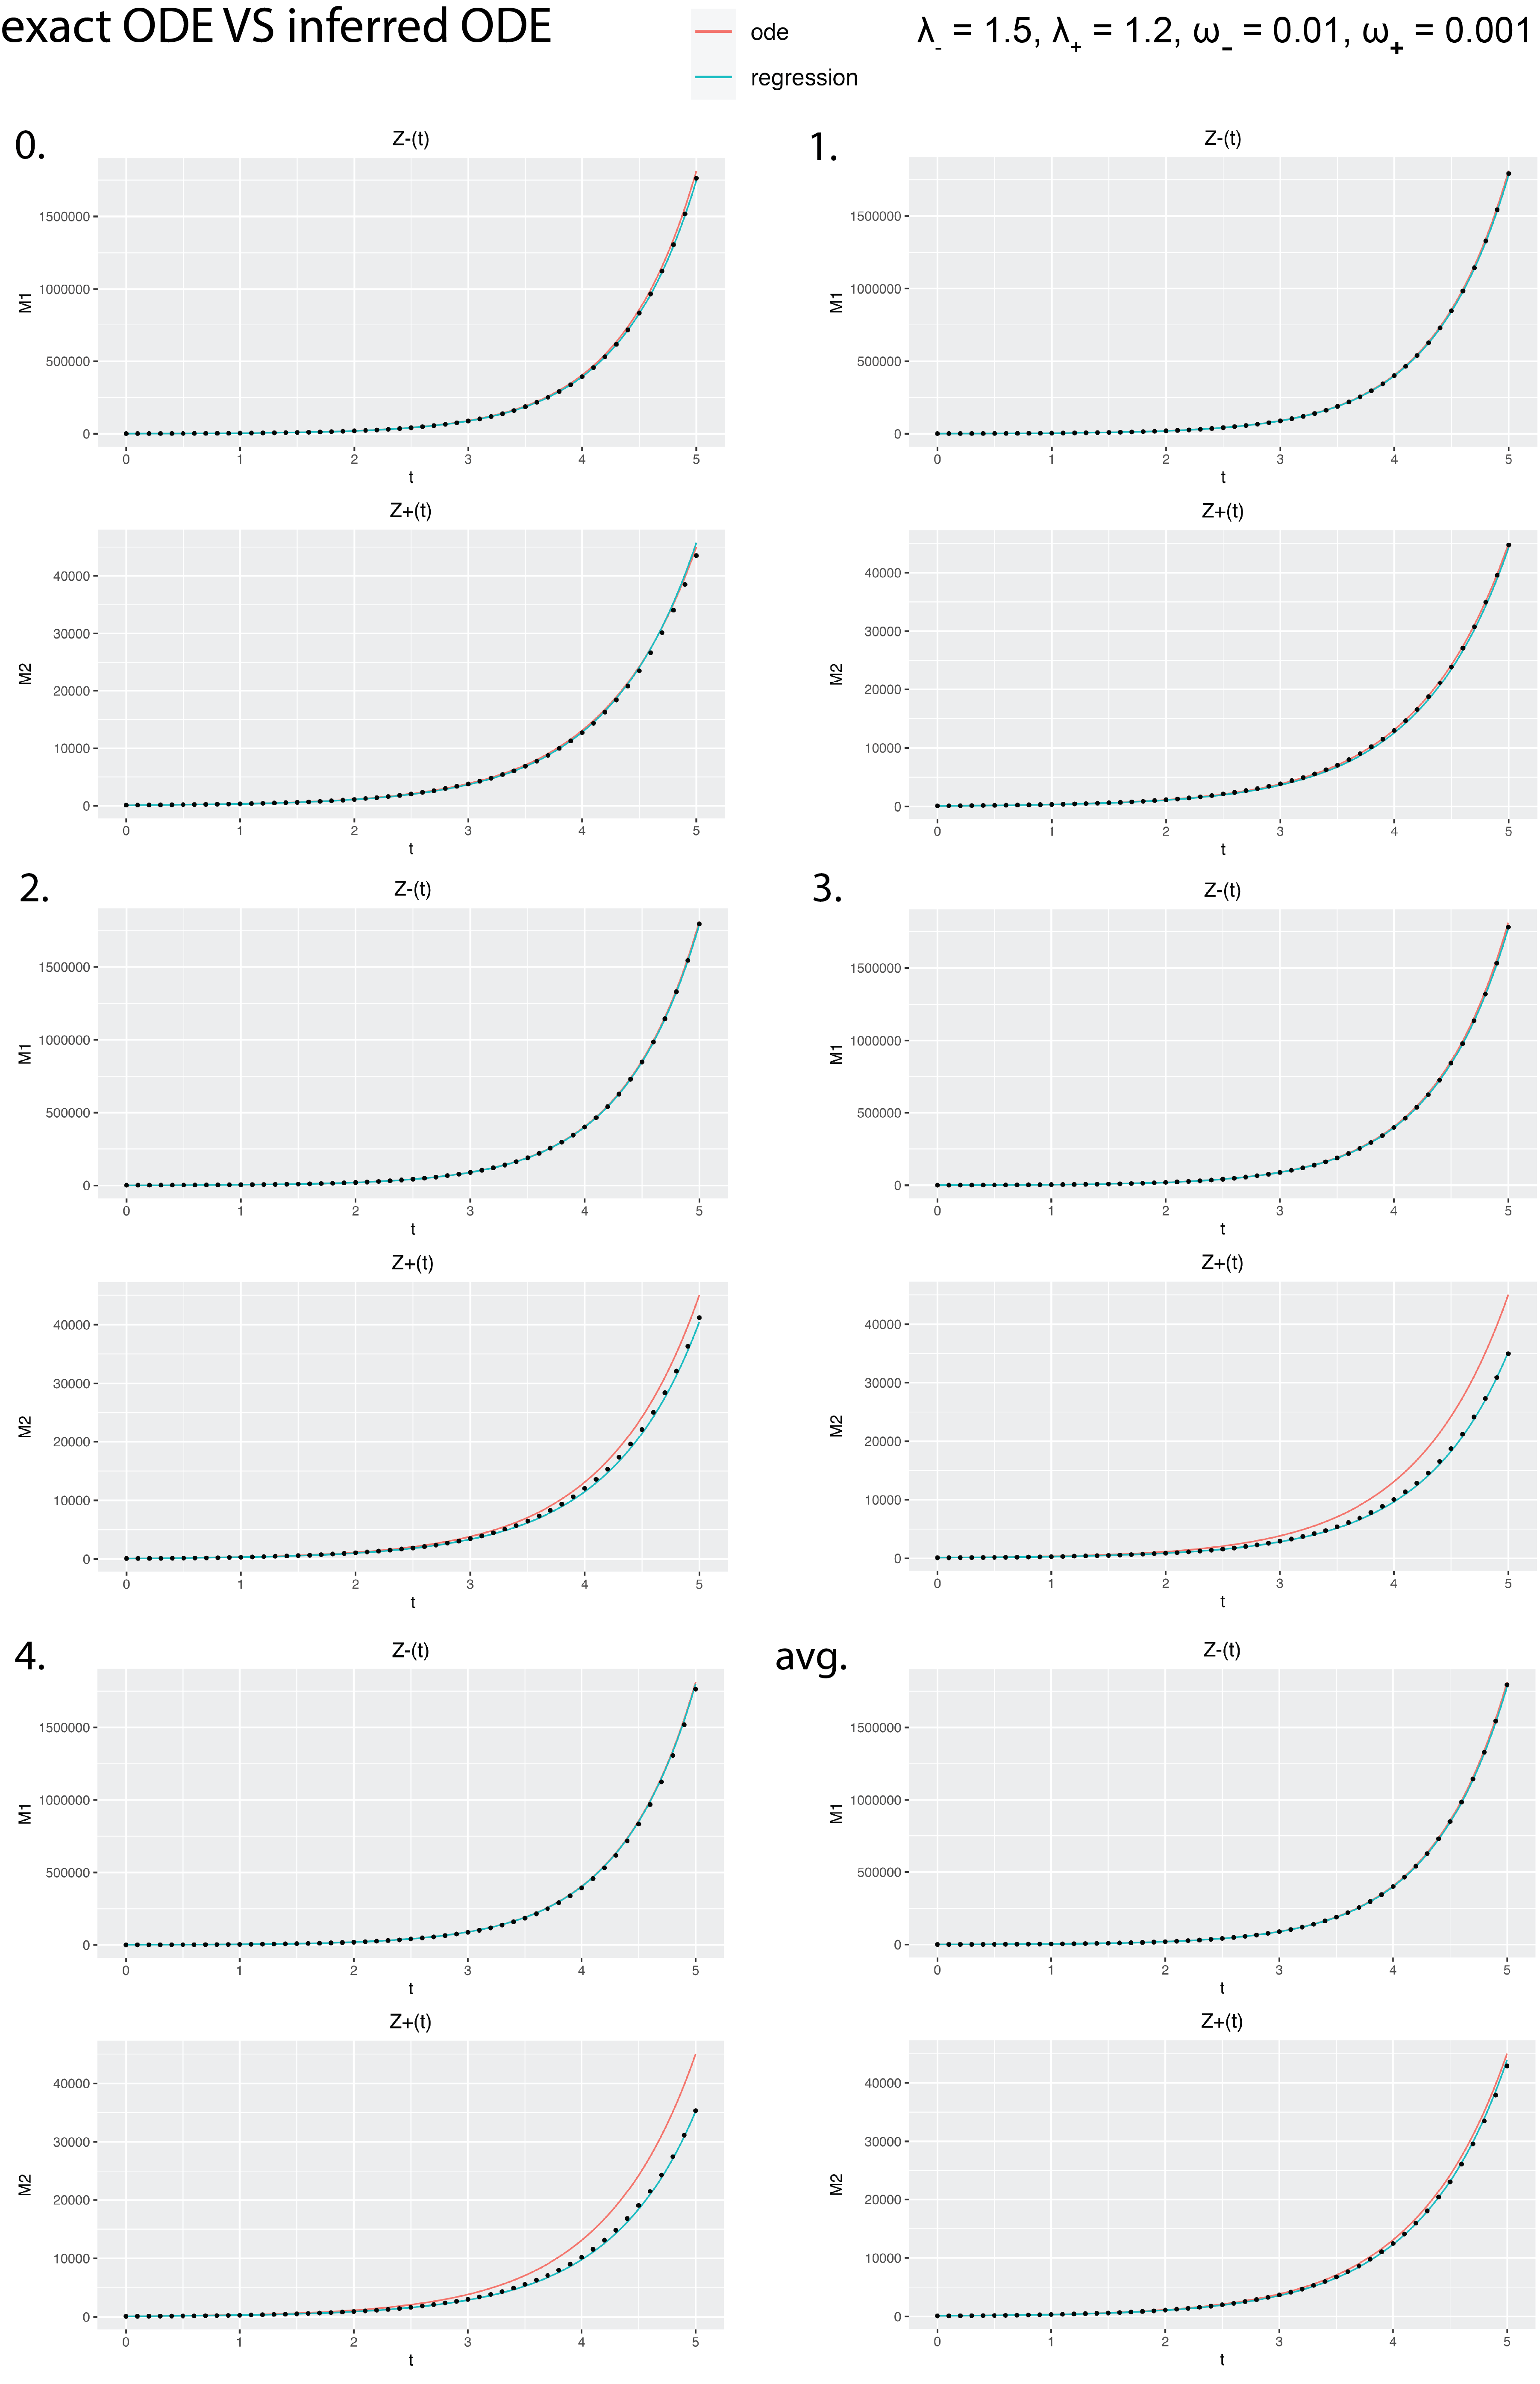 exact ODE VS inferred ODE
ode
regression
λ₋ = 1.5, λ₊ = 1.2, ω₋ = 0.01, ω₊ = 0.001
0.
Z-(t)
M1
1500000
1000000
500000
0
0 1 2 3 4 5
t
Z+(t)
M2
40000
30000
20000
10000
0
0 1 2 3 4 5
t
1.
Z-(t)
M1
1500000
1000000
500000
0
0 1 2 3 4 5
t
Z+(t)
M2
40000
30000
20000
10000
0
0 1 2 3 4 5
t
2.
Z-(t)
M1
1500000
1000000
500000
0
0 1 2 3 4 5
t
Z+(t)
M2
40000
30000
20000
10000
0
0 1 2 3 4 5
t
3.
Z-(t)
M1
1500000
1000000
500000
0
0 1 2 3 4 5
t
Z+(t)
M2
40000
30000
20000
10000
0
0 1 2 3 4 5
t
4.
Z-(t)
M1
1500000
1000000
500000
0
0 1 2 3 4 5
t
Z+(t)
M2
40000
30000
20000
10000
0
0 1 2 3 4 5
t
avg.
Z-(t)
M1
1500000
1000000
500000
0
0 1 2 3 4 5
t
Z+(t)
M2
40000
30000
20000
10000
0
0 1 2 3 4 5
t